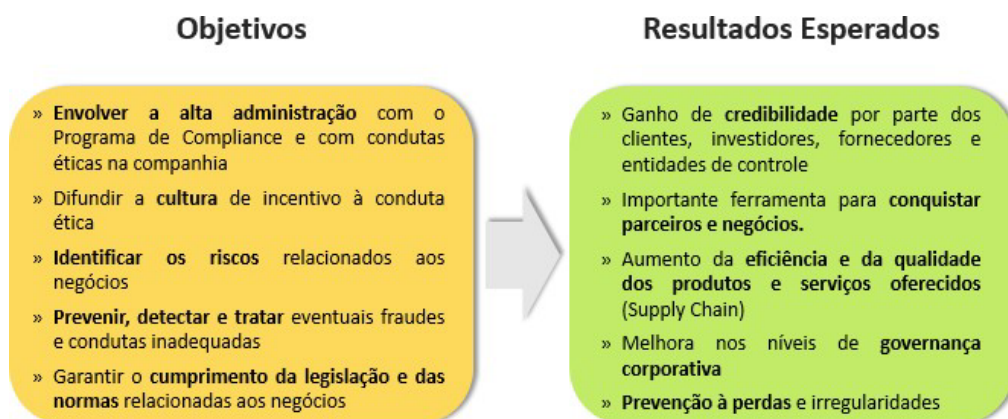 Objetivos
» Envolver a alta administração com o
Programa de Compliance e com condutas
éticas na companhia
» Difundir a cultura de incentivo à conduta
ética
» Identificar os riscos relacionados aos
negócios
» Prevenir, detectar e tratar eventuais fraudes
e condutas inadequadas
» Garantir o cumprimento da legislação e das
normas relacionadas aos negócios
Resultados Esperados
» Ganho de credibilidade por parte dos
clientes, investidores, fornecedores e
entidades de controle
» Importante ferramenta para conquistar
parceiros e negócios.
» Aumento da eficiência e da qualidade
dos produtos e serviços oferecidos
(Supply Chain)
» Melhora nos níveis de governança
corporativa
» Prevenção à perdas e irregularidades